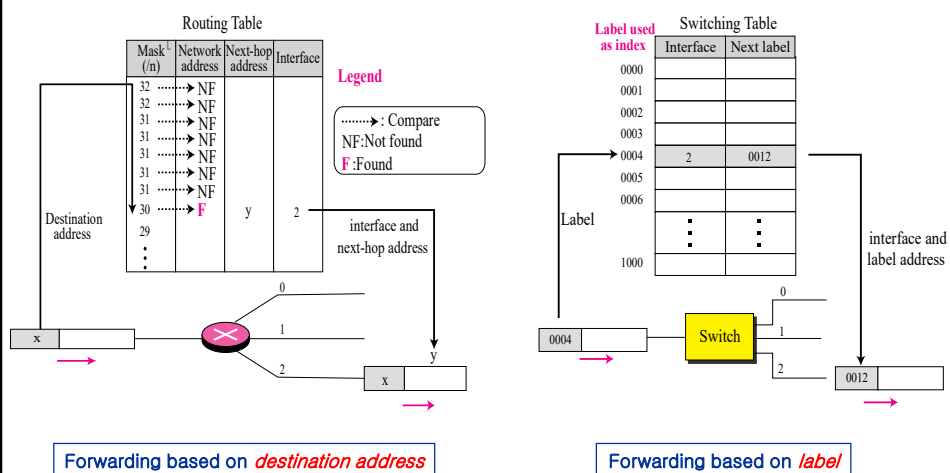 Routing Table
Mask
(/n)
Network
address
Next-hop
address
Interface
32 NF
32 NF
31 NF
31 NF
31 NF
31 NF
31 NF
30 F y 2
29
Destination
address
Legend
: Compare
NF:Not found
F:Found
interface and
next-hop address
0
1
2
x
y
x
Forwarding based on destination address
Label used
as index
Switching Table
Interface
Next label
0000
0001
0002
0003
0004 2 0012
0005
0006
1000
Label
interface and
label address
0004
Switch
0
1
2
0012
Forwarding based on label